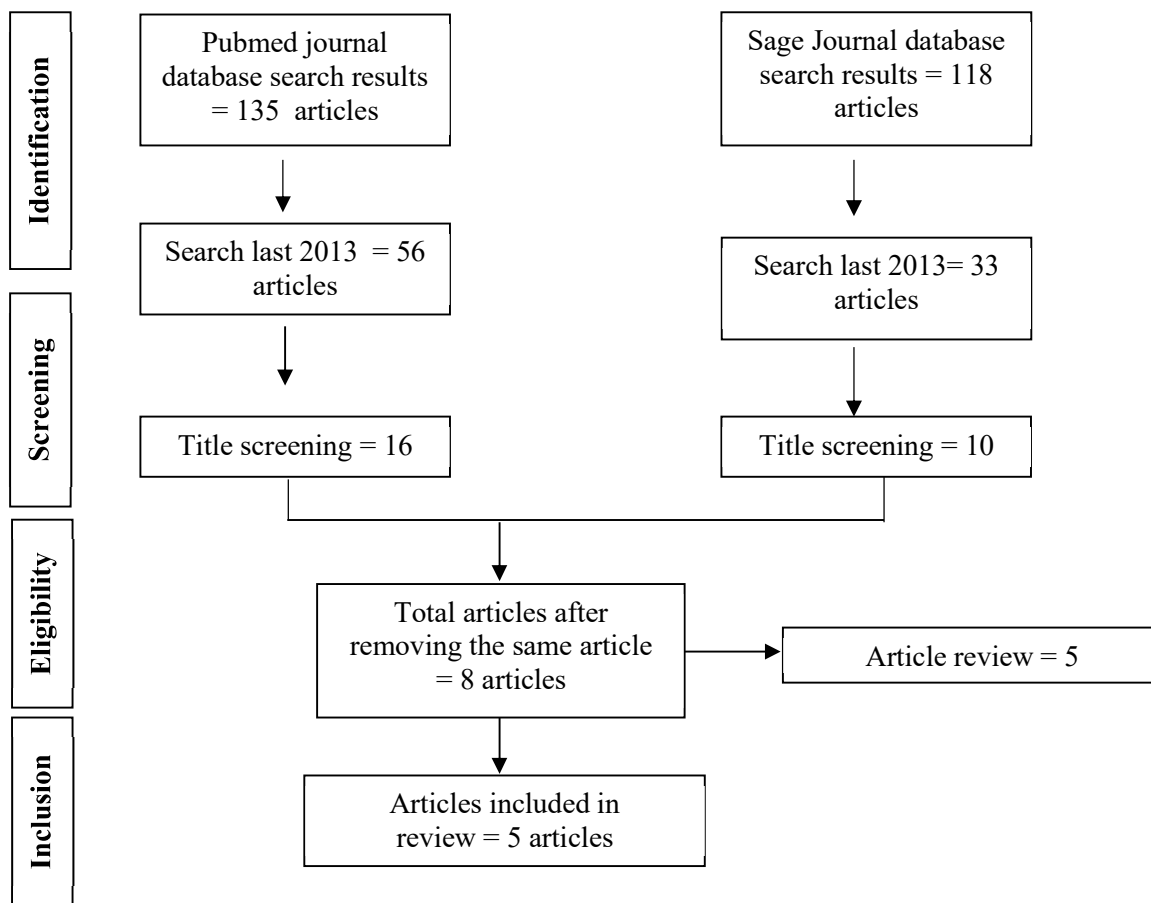 Identification
Pubmed journal
database search results
= 135  articles
Sage Journal database
search results = 118
articles
Search last 2013  = 56
articles
Search last 2013= 33
articles
Screening
Title screening = 16
Title screening = 10
Eligibility
Total articles after
removing the same article
= 8 articles
Article review = 5
Inclusion
Articles included in
review = 5 articles